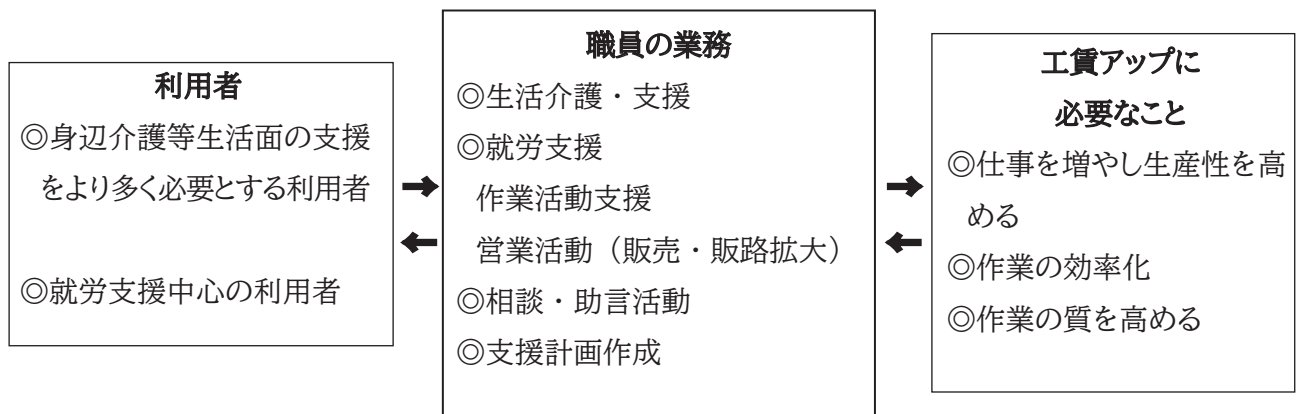 利用者
◎身辺介護等生活面の支援
をより多く必要とする利用者
◎就労支援中心の利用者
職員の業務
◎生活介護・支援
◎就労支援
作業活動支援
営業活動（販売・販路拡大）
◎相談・助言活動
◎支援計画作成
工賃アップに
必要なこと
◎仕事を増やし生産性を高
める
◎作業の効率化
◎作業の質を高める